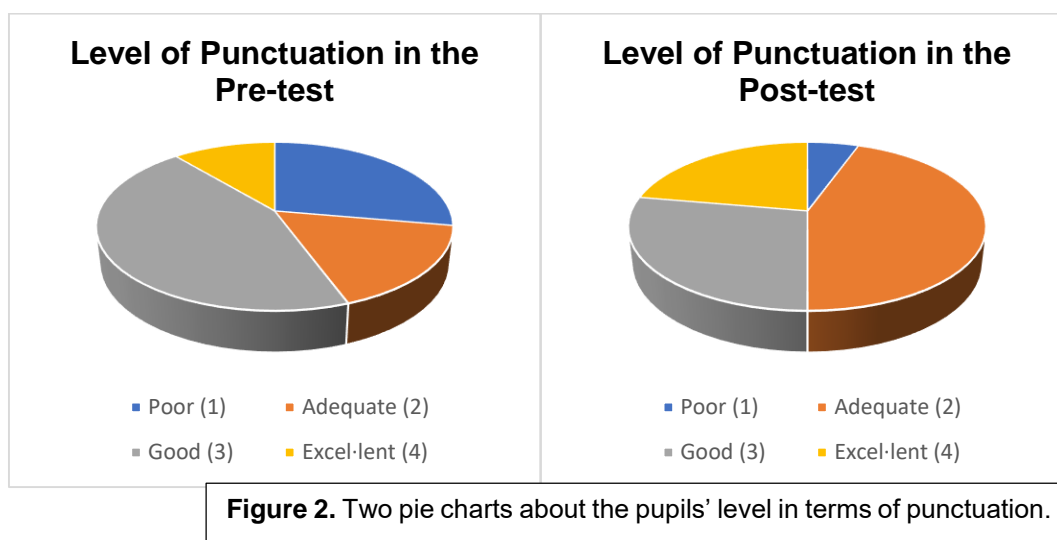 Level of Punctuation in the
Pre-test
Poor (1)
Adequate (2)
Good (3)
Excel·lent (4)
Level of Punctuation in the
Post-test
Poor (1)
Adequate (2)
Good (3)
Excel·lent (4)
Figure 2. Two pie charts about the pupils’ level in terms of punctuation.